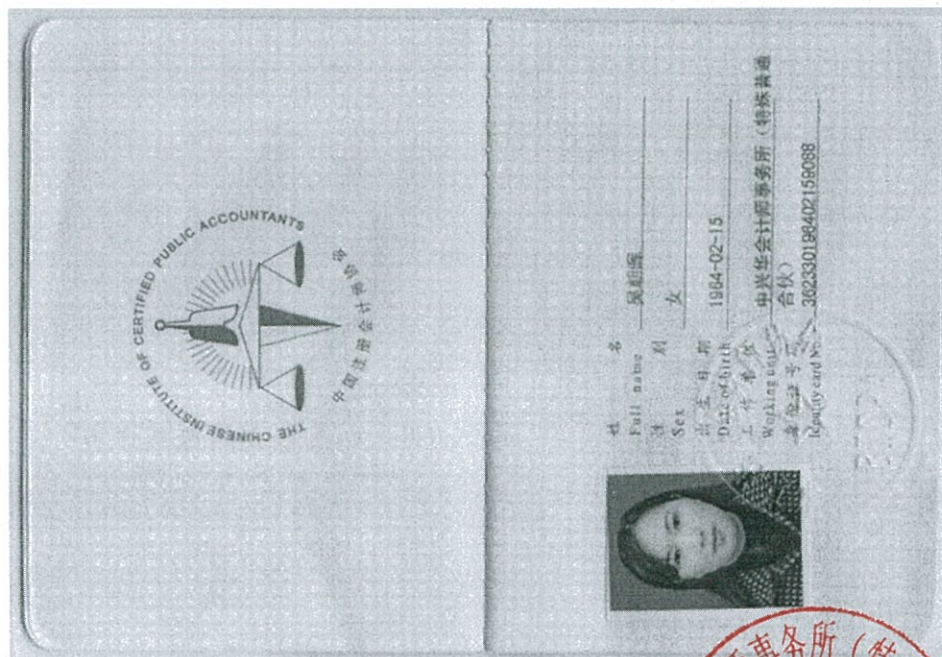 THE CHINESE INSTITUTE OF CERTIFIED PUBLIC ACCOUNTANTS
中国注册会计师协会
姓 名
Full name
性 别
Sex
女
出生日期
Date of birth
1964-02-15
工作单位
Working unit
中兴华会计师事务所（特殊普通
合伙）
身份证号码
Identity card No.
362330196402159088
事务所（特